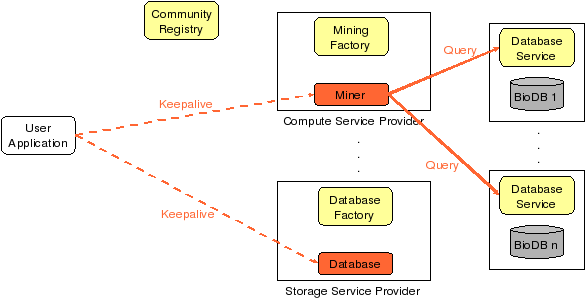 Community
Registry
Mining
Factory
Miner
Compute Service Provider
Query
Database
Service
BioDB 1
Keepalive
User
Application
Query
Keepalive
Database
Factory
Database
Storage Service Provider
Database
Service
BioDB n